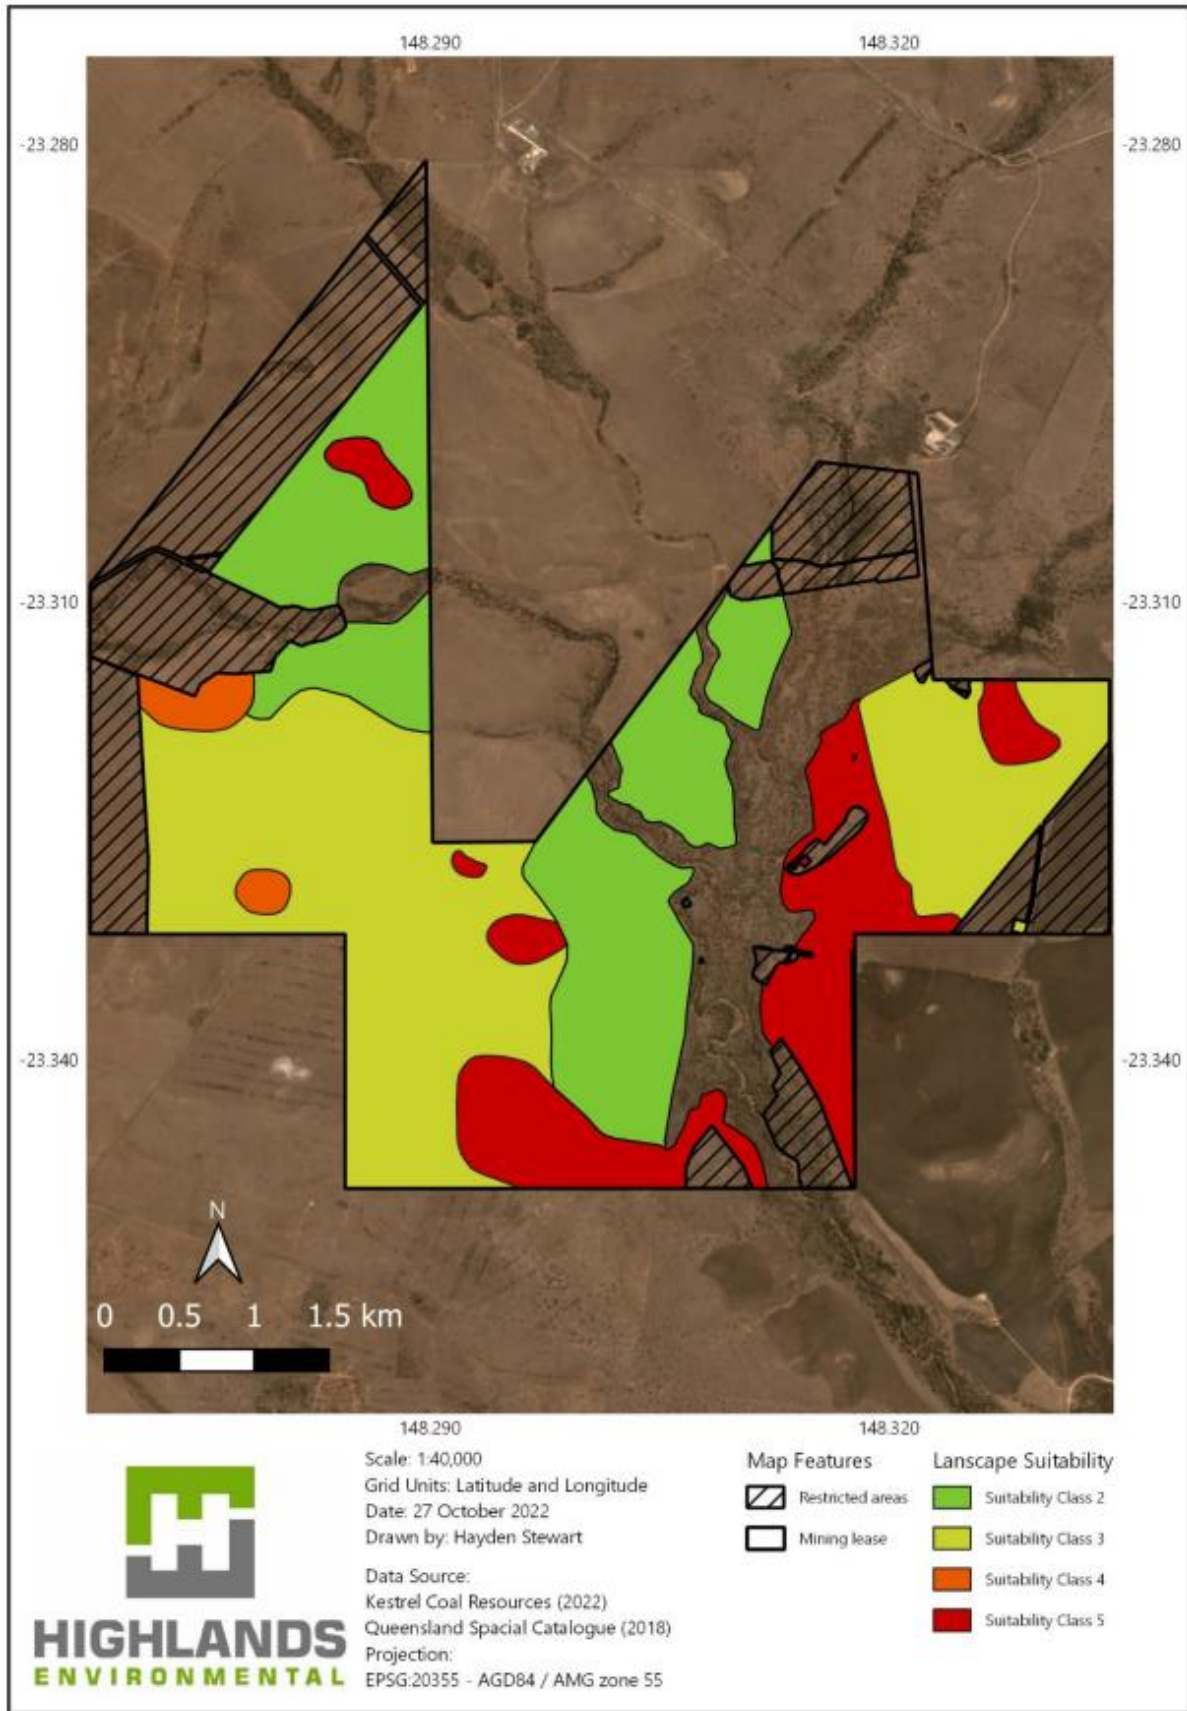 148.290 148.320
-23.280 -23.280
-23.310 -23.310
-23.340 -23.340
N
0 0.5 1 1.5 km
148.290 148.320
HIGHLANDS
ENVIRONMENTAL
Scale: 1:40,000
Grid Units: Latitude and Longitude
Date: 27 October 2022
Drawn by: Hayden Stewart
Data Source:
Kestrel Coal Resources (2022)
Queensland Spacial Catalogue (2018)
Projection:
EPSG:20355 - AGD84 / AMG zone 55
Map Features
Restricted areas
Mining lease
Lanscape Suitability
Suitability Class 2
Suitability Class 3
Suitability Class 4
Suitability Class 5